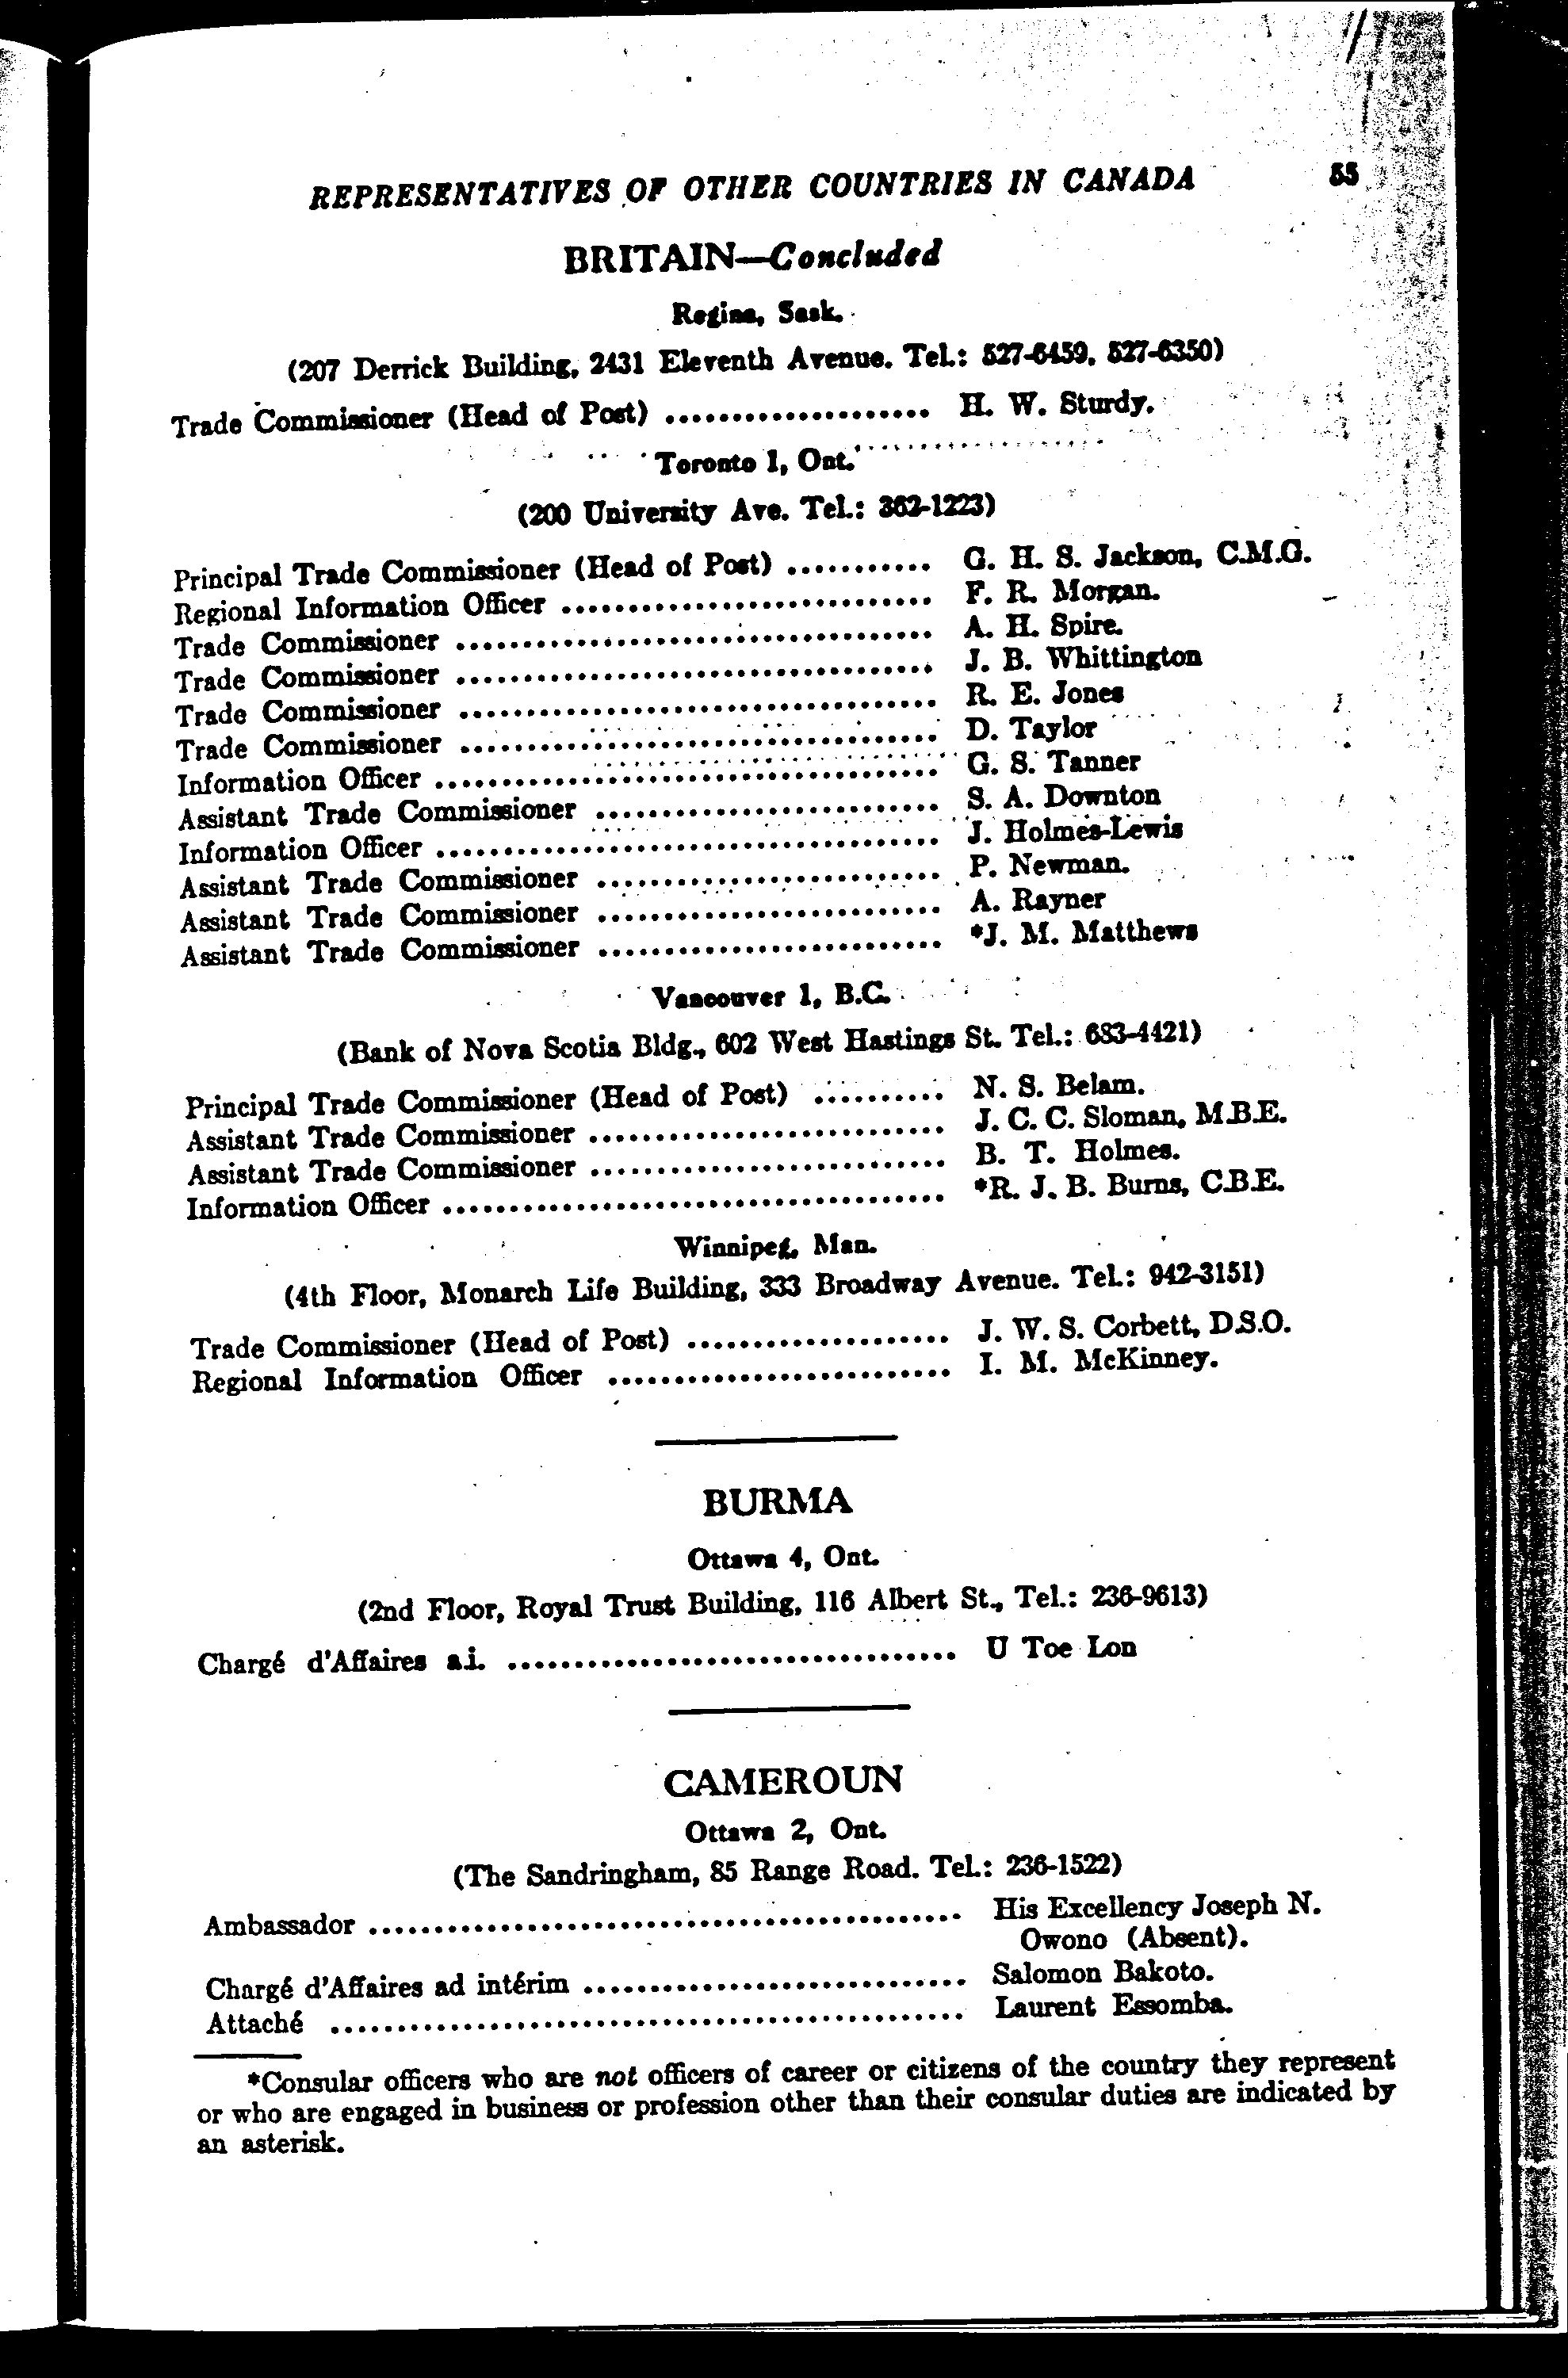 REPRESENTATIVES OF OTHER COUNTRIES IN CANADA 55
BRITAIN—Concluded
Regina, Sask.
(207 Derrick Building, 2431 Eleventh Avenue. Tel.: 527-6459, 527-6350)
Trade Commissioner (Head of Post) .................... H. W. Sturdy.
Toronto 1, Ont.
(200 University Ave. Tel.: 362-1223)
Principal Trade Commissioner (Head of Post) ........... G. H. S. Jackson, C.M.G.
Regional Information Officer ............................ F. R. Morgan.
Trade Commissioner .................................... A. H. Spire.
Trade Commissioner .................................... J. B. Whittington
Trade Commissioner .................................... R. E. Jones
Trade Commissioner .................................... D. Taylor
Information Officer ...................................... G. S. Tanner
Assistant Trade Commissioner .......................... S. A. Downton
Information Officer ...................................... J. Holmes-Lewis
Assistant Trade Commissioner .......................... P. Newman.
Assistant Trade Commissioner .......................... A. Rayner
Assistant Trade Commissioner .......................... *J. M. Matthews
Vancouver 1, B.C.
(Bank of Nova Scotia Bldg., 602 West Hastings St. Tel.: 683-4421)
Principal Trade Commissioner (Head of Post) .......... N. S. Belam.
Assistant Trade Commissioner ........................... J. C. C. Sloman, M.B.E.
Assistant Trade Commissioner ........................... B. T. Holmes.
Information Officer ...................................... *R. J. B. Burns, C.B.E.
Winnipeg, Man.
(4th Floor, Monarch Life Building, 333 Broadway Avenue. Tel.: 942-3151)
Trade Commissioner (Head of Post) .................... J. W. S. Corbett, D.S.O.
Regional Information Officer .......................... I. M. McKinney.
BURMA
Ottawa 4, Ont.
(2nd Floor, Royal Trust Building, 116 Albert St., Tel.: 236-9613)
Chargé d'Affaires a.i. .................................. U Toe Lon
CAMEROUN
Ottawa 2, Ont.
(The Sandringham, 85 Range Road. Tel.: 236-1522)
Ambassador ............................................. His Excellency Joseph N.
Owono (Absent).
Chargé d'Affaires ad intérim ............................. Salomon Bakoto.
Attaché ................................................ Laurent Essomba.
*Consular officers who are not officers of career or citizens of the country they represent
or who are engaged in business or profession other than their consular duties are indicated by
an asterisk.